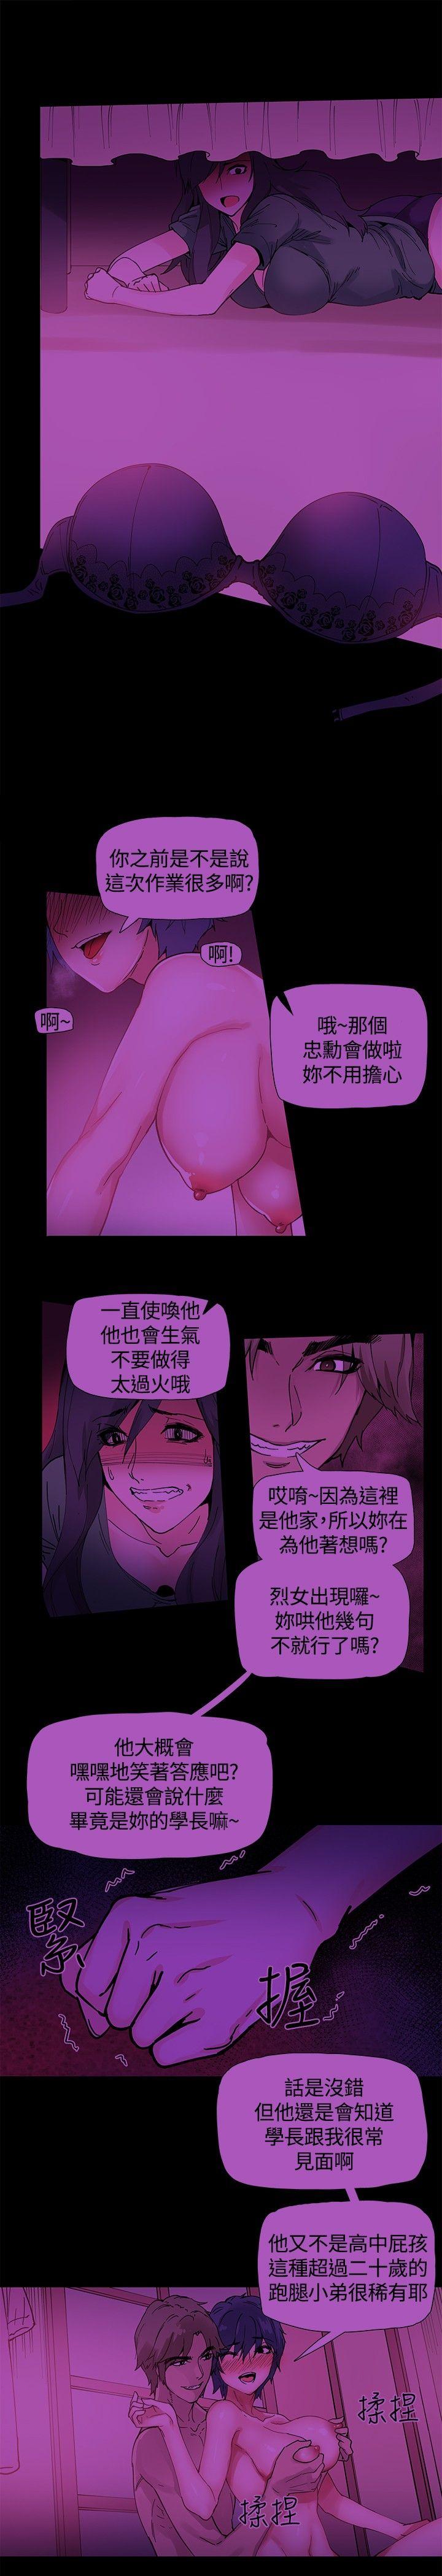 你之前是不是說
這次作業很多啊?
啊!
啊~
哦~那個
忠勳會做啦
妳不用擔心
一直使喚他
他也會生氣
不要做得
太過火哦
哎唷~因為這裡
是他家，所以妳在
為他著想嗎?
烈女出現囉~
妳哄他幾句
不就行了嗎?
他大概會
嘿嘿地笑著答應吧?
可能還會說什麼
畢竟是妳的學長嘛~
緊
握
話是沒錯
但他還是會知道
學長跟我很常
見面啊
他又不是高中屁孩
這種超過二十歲的
跑腿小弟很稀有耶
揉捏
揉捏